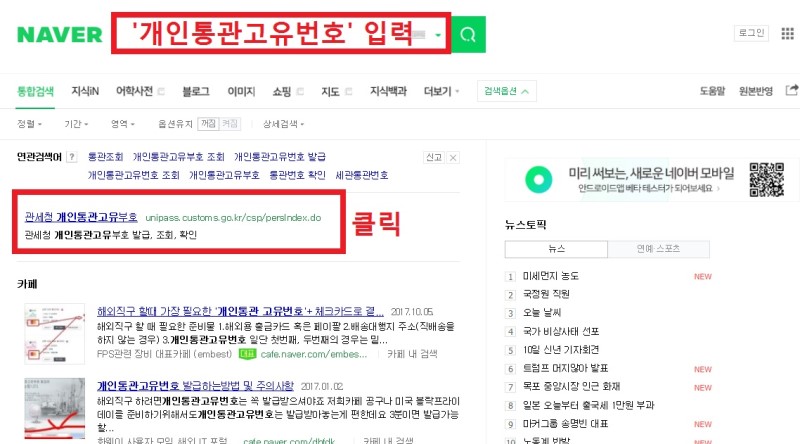 NAVER
'개인통관고유번호' 입력
로그인
통합검색 지식iN 어학사전 블로그 이미지 쇼핑 지도 지식백과 더보기 검색옵션
도움말 원본반영
정렬 기간 영역 옵션유지 꺼짐 켜짐 상세검색
연관검색어 ? 통관조회 개인통관고유부호 조회 개인통관고유번호 발급
신고 ×
개인통관고유번호 조회 개인통관고유부호 통관번호 확인 세관통관번호
관세청 개인통관고유부호 unipass.customs.go.kr/csp/persIndex.do
관세청 개인통관고유부호 발급, 조회, 확인
클릭
미리 써보는, 새로운 네이버 모바일
안드로이드앱 베타 테스터가 되어보세요
뉴스토픽
뉴스 연예·스포츠
1 미세먼지 농도 NEW
2 국정원 직원
3 오늘 날씨
4 국가 비상사태 선포
5 10일 신년 기자회견
6 트럼프 머지않아 발표 NEW
7 목포 중앙시장 인근 화재 NEW
8 일본 오늘부터 출국세 1만원 부과
9 마커그룹 송명빈 대표 NEW
10
카페
해외직구 할때 가장 필요한 '개인통관 고유번호'+ 체크카드로 결... 2017.10.05.
해외직구 할 때 필요한 준비물 1.해외용 출금카드 혹은 페이팔 2.배송대행지 주소(직배송을
하지 않는 경우) 3.개인통관고유번호 일단 첫번째, 두번째의 경우는 밑...
FPS관련 장비 대표카페 (embest) 대표 cafe.naver.com/embes... 카페 내 검색
개인통관고유번호 발급하는방법 및 주의사항 2017.01.02.
해외직구 하려면개인통관고유번호는 꼭 발급받으셔야죠 저희카페 공구나 미국 블락프라이
데이를 준비하기위해서도개인통관고유번호는 발급받아놓는게 편한데요 3분이면 발급가능
할...